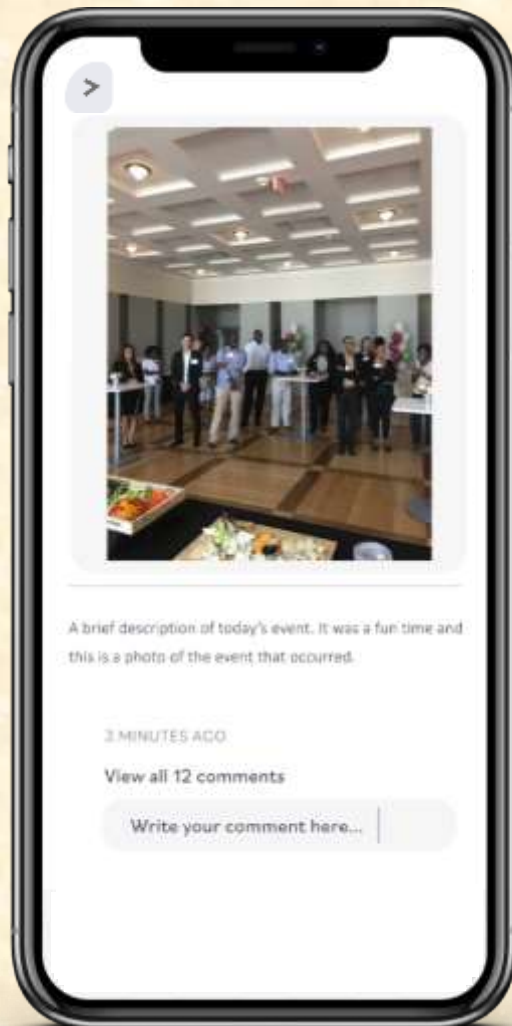 A brief description of today's event. It was a fun time and
this is a photo of the event that occurred.
3 MINUTES AGO
View all 12 comments
Write your comment here...